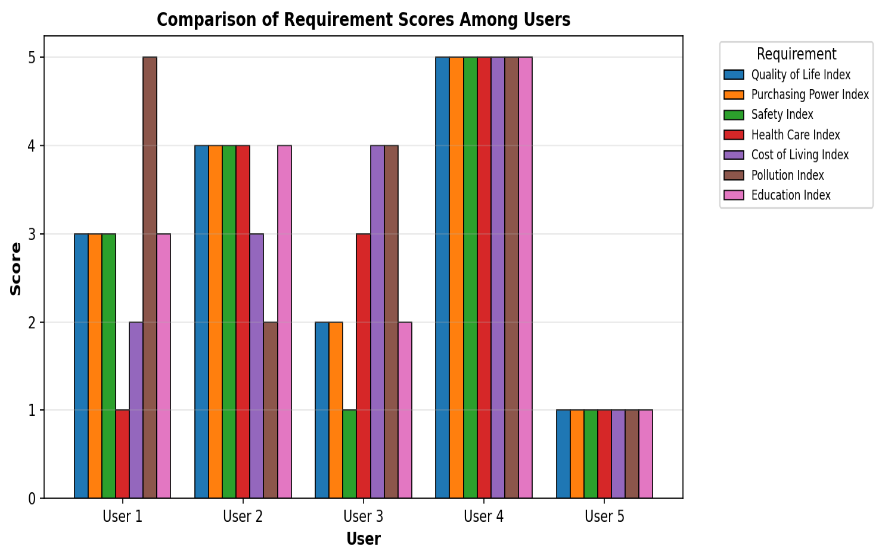 Comparison of Requirement Scores Among Users
Score
5
4
3
2
1
0
User 1 User 2 User 3 User 4 User 5
User
Requirement
Quality of Life Index
Purchasing Power Index
Safety Index
Health Care Index
Cost of Living Index
Pollution Index
Education Index